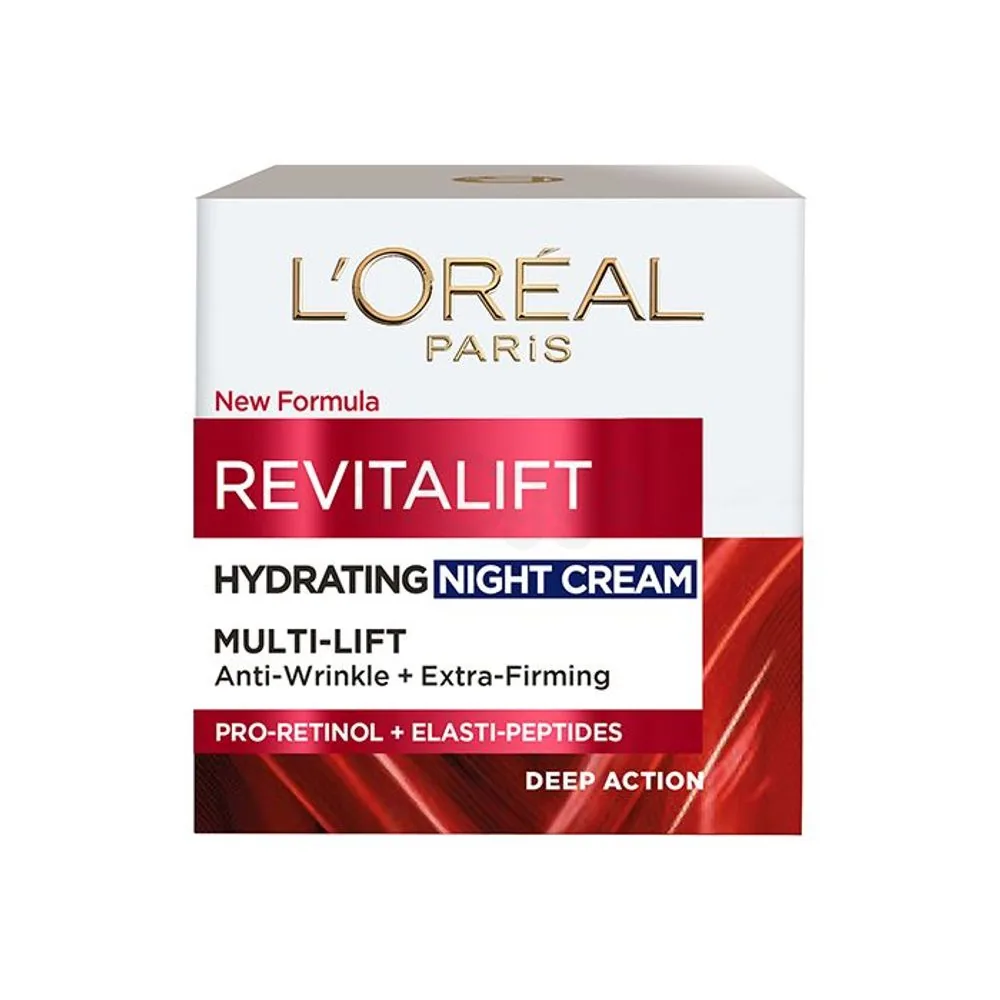 L'ORÉAL
PARiS
New Formula
REVITALIFT
HYDRATING NIGHT CREAM
MULTI-LIFT
Anti-Wrinkle + Extra-Firming
PRO-RETINOL + ELASTI-PEPTIDES
DEEP ACTION